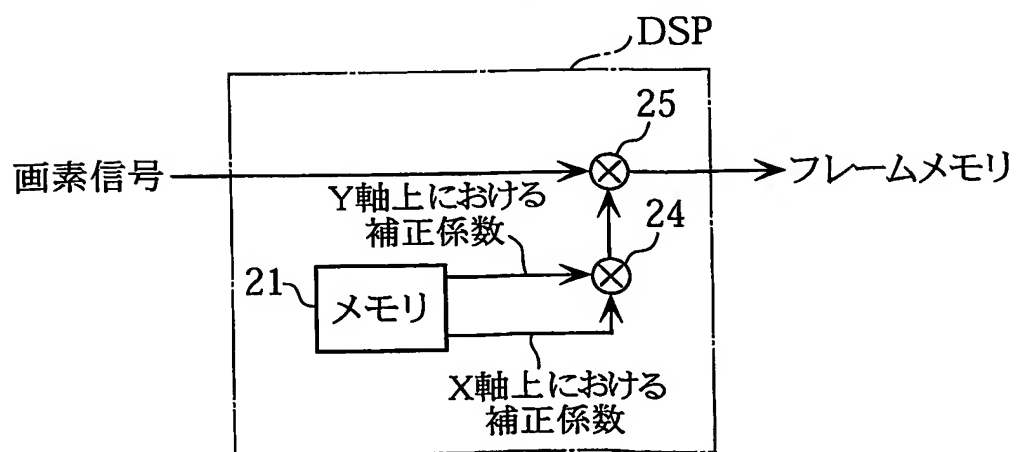 DSP
25
画素信号
フレームメモリ
Y軸上における
補正係数
24
21
メモリ
X軸上における
補正係数